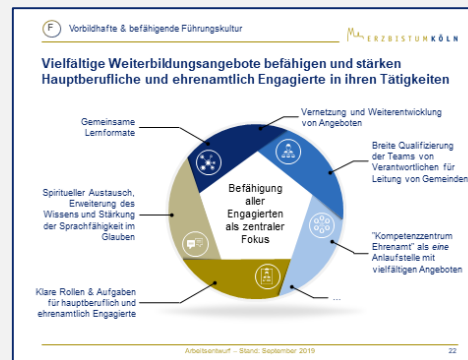 F Vorbildhafte & befähigende Führungskultur
ERZBISTUM KÖLN
Vielfältige Weiterbildungsangebote befähigen und stärken
Hauptberufliche und ehrenamtlich Engagierte in ihren Tätigkeiten
Gemeinsame
Lernformate
Vernetzung und Weiterentwicklung
von Angeboten
Breite Qualifizierung
der Teams von
Verantwortlichen für
Leitung von Gemeinden
Spiritueller Austausch,
Erweiterung des
Wissens und Stärkung
der Sprachfähigkeit im
Glauben
Befähigung
aller
Engagierten
als zentraler
Fokus
"Kompetenzzentrum
Ehrenamt" als eine
Anlaufstelle mit
vielfältigen Angeboten
Klare Rollen & Aufgaben
für hauptberuflich und
ehrenamtlich Engagierte
...
Arbeitsentwurf – Stand: September 2019
22